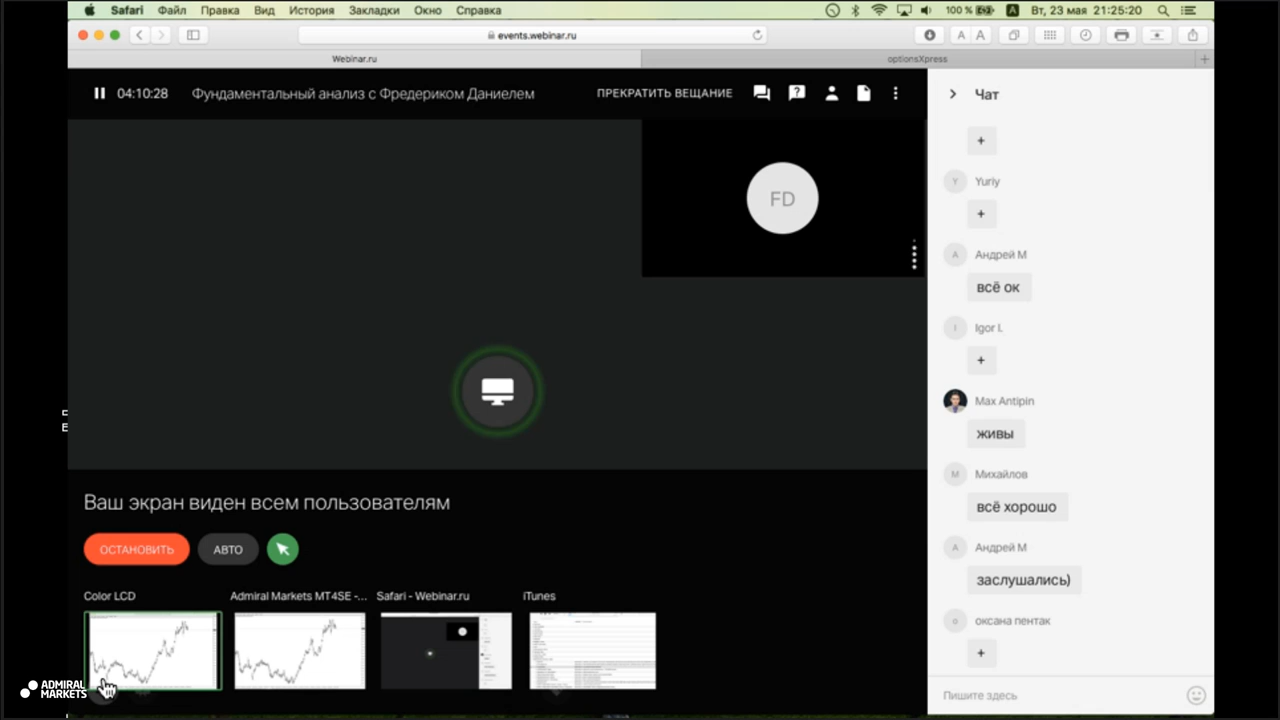 Safari Файл Правка Вид История Закладки Окно Справка 100 % A Вт, 23 мая 21:25:20
events.webinar.ru A A
Webinar.ru optionsXpress
04:10:28 Фундаментальный анализ с Фредериком Даниелем ПРЕКРАТИТЬ ВЕЩАНИЕ
FD
Чат
+
Y Yuriy
+
А Андрей М
всё ок
I Igor I.
+
Max Antipin
живы
М Михайлов
всё хорошо
А Андрей М
заслушались)
о оксана пентак
+
Пишите здесь
Ваш экран виден всем пользователям
ОСТАНОВИТЬ АВТО
Color LCD Admiral Markets MT4SE -... Safari - Webinar.ru iTunes
ADMIRAL
MARKETS